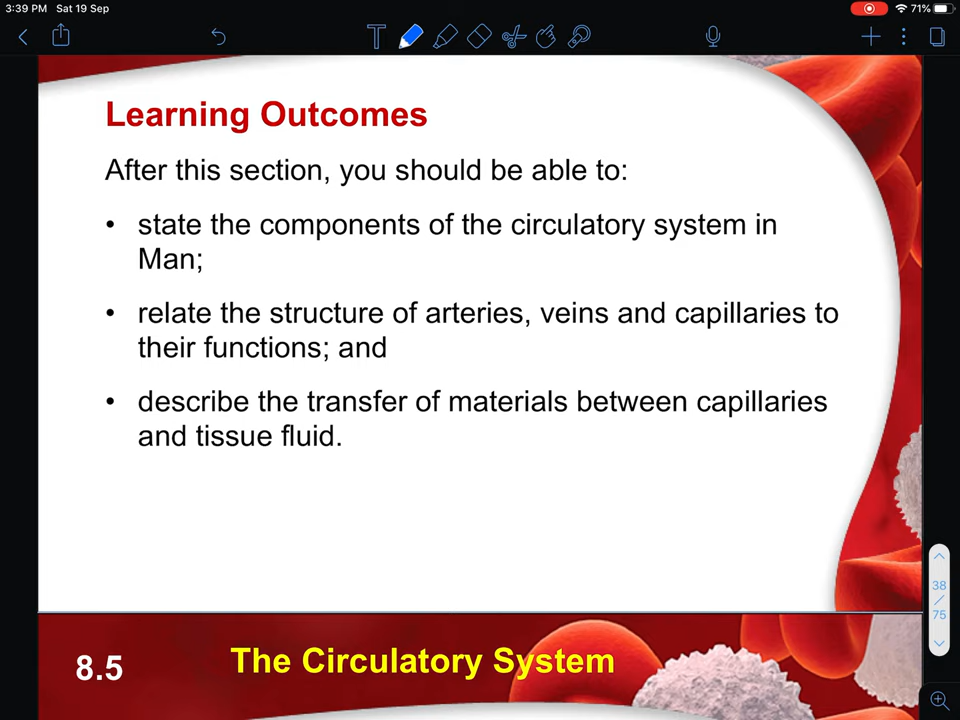 3:39 PM Sat 19 Sep 71%
T
Learning Outcomes
After this section, you should be able to:
• state the components of the circulatory system in
Man;
• relate the structure of arteries, veins and capillaries to
their functions; and
• describe the transfer of materials between capillaries
and tissue fluid.
38
/
75
8.5 The Circulatory System